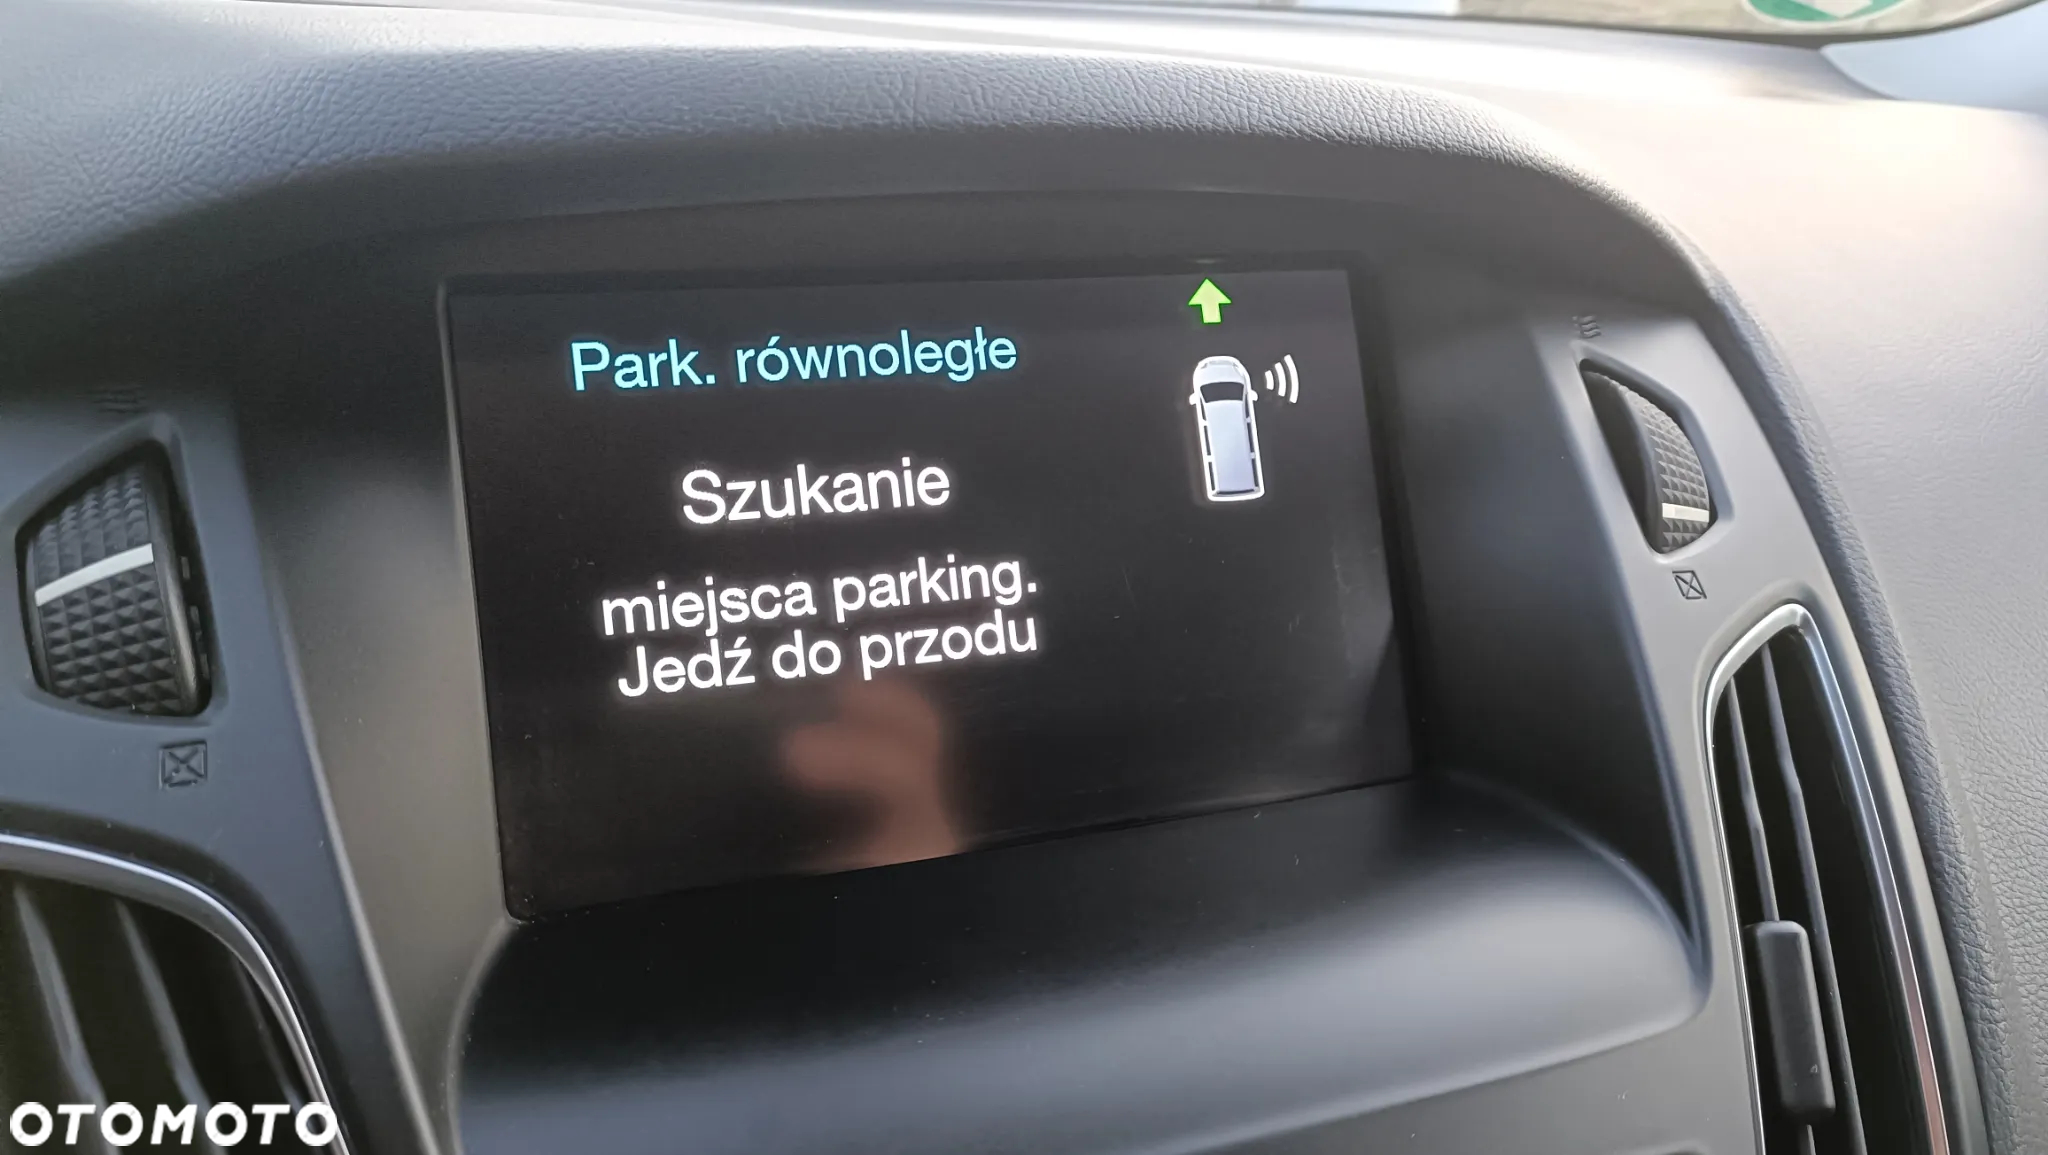 Park. równoległe
Szukanie
miejsca parking.
Jedź do przodu
OTOMOTO